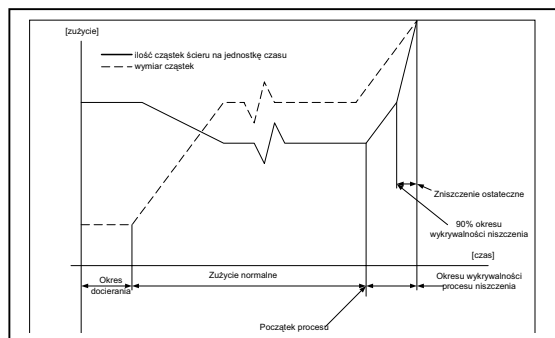 [zużycie]
ilość cząstek ścieru na jednostkę czasu
wymiar cząstek
Zniszczenie ostateczne
90% okresu
wykrywalności niszczenia
[czas]
Okres
docierania
Zużycie normalne
Okresu wykrywalności
procesu niszczenia
Początek procesu